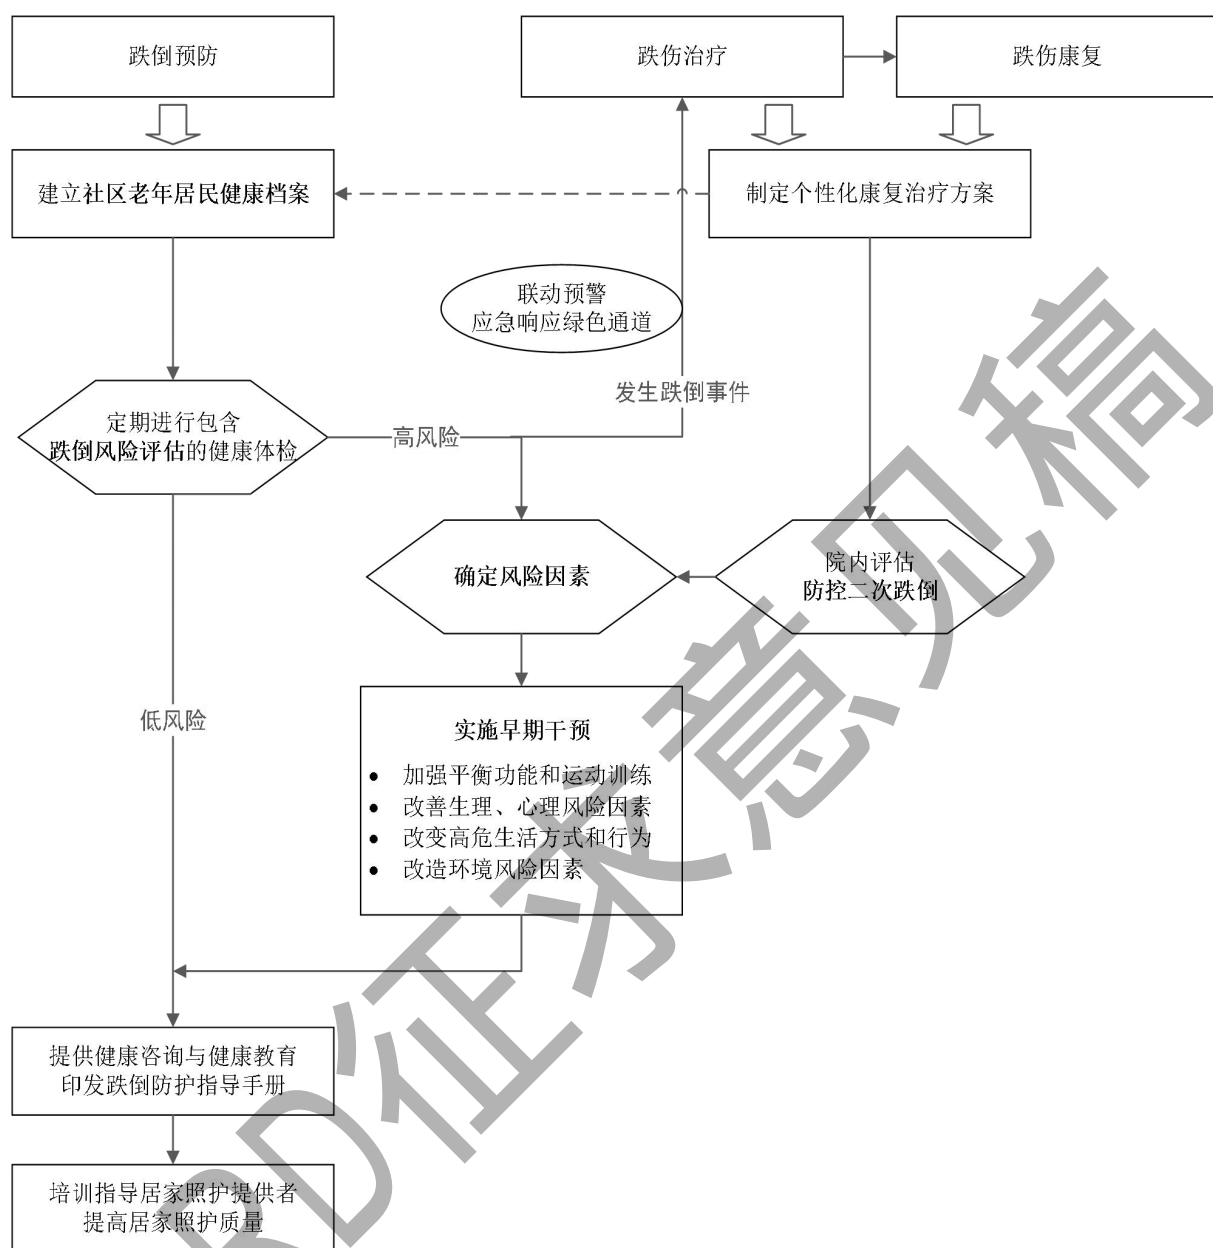 跌倒预防
跌伤治疗
跌伤康复
建立社区老年居民健康档案
制定个性化康复治疗方案
联动预警
应急响应绿色通道
发生跌倒事件
定期进行包含
跌倒风险评估的健康体检
高风险
确定风险因素
院内评估
防控二次跌倒
低风险
实施早期干预
● 加强平衡功能和运动训练
● 改善生理、心理风险因素
● 改变高危生活方式和行为
● 改造环境风险因素
提供健康咨询与健康教育
印发跌倒防护指导手册
培训指导居家照护提供者
提高居家照护质量
RD征求意见稿